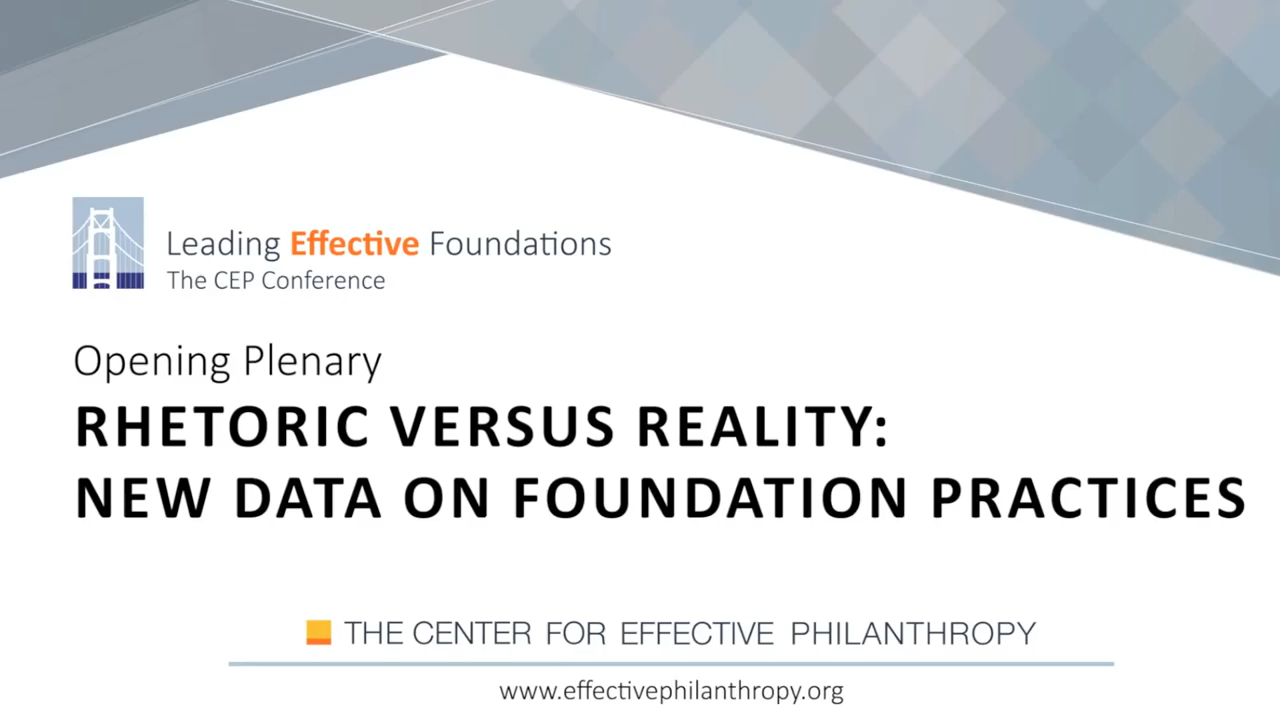 Leading Effective Foundations
The CEP Conference
Opening Plenary
RHETORIC VERSUS REALITY:
NEW DATA ON FOUNDATION PRACTICES
THE CENTER FOR EFFECTIVE PHILANTHROPY
www.effectivephilanthropy.org